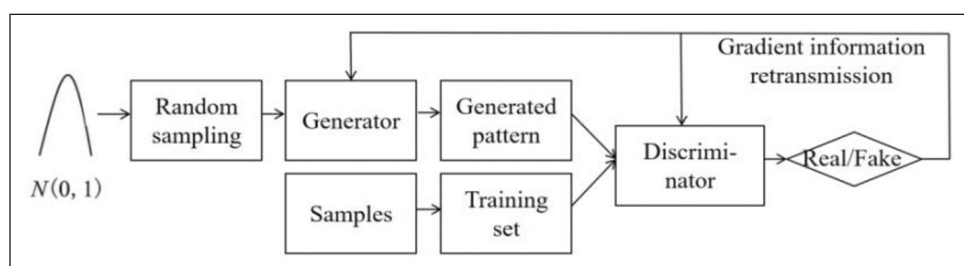 Gradient information
retransmission
Random
sampling
Generator
Generated
pattern
Discrimi-
nator
Real/Fake
N(0, 1)
Samples
Training
set